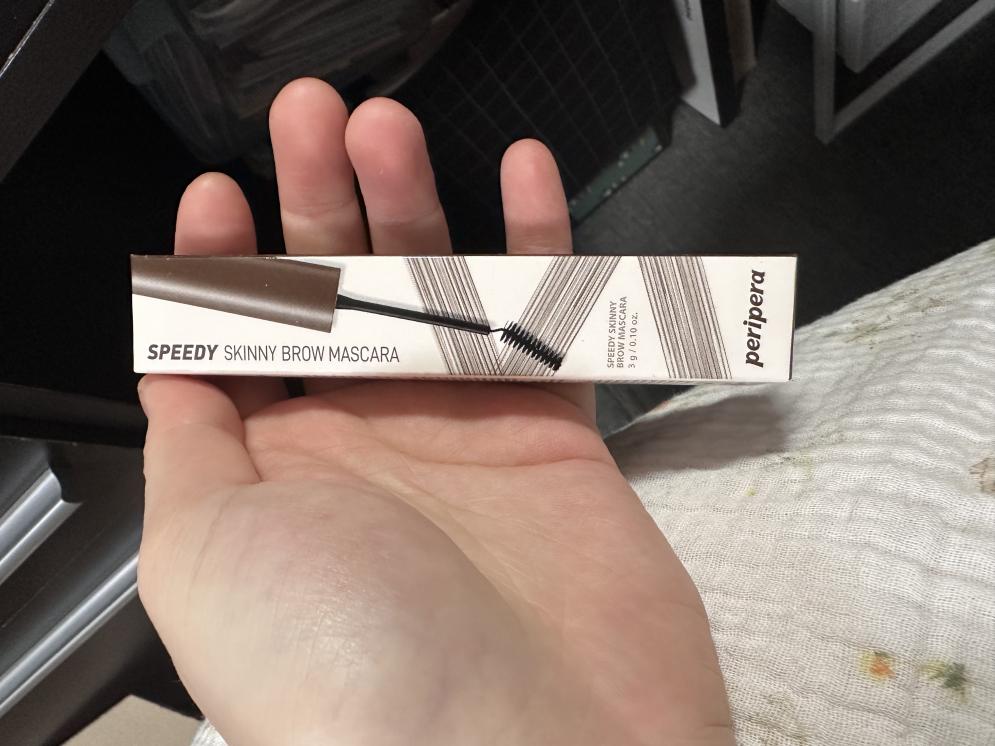 SPEEDY SKINNY BROW MASCARA
SPEEDY SKINNY
BROW MASCARA
3 g / 0.10 oz.
peripera